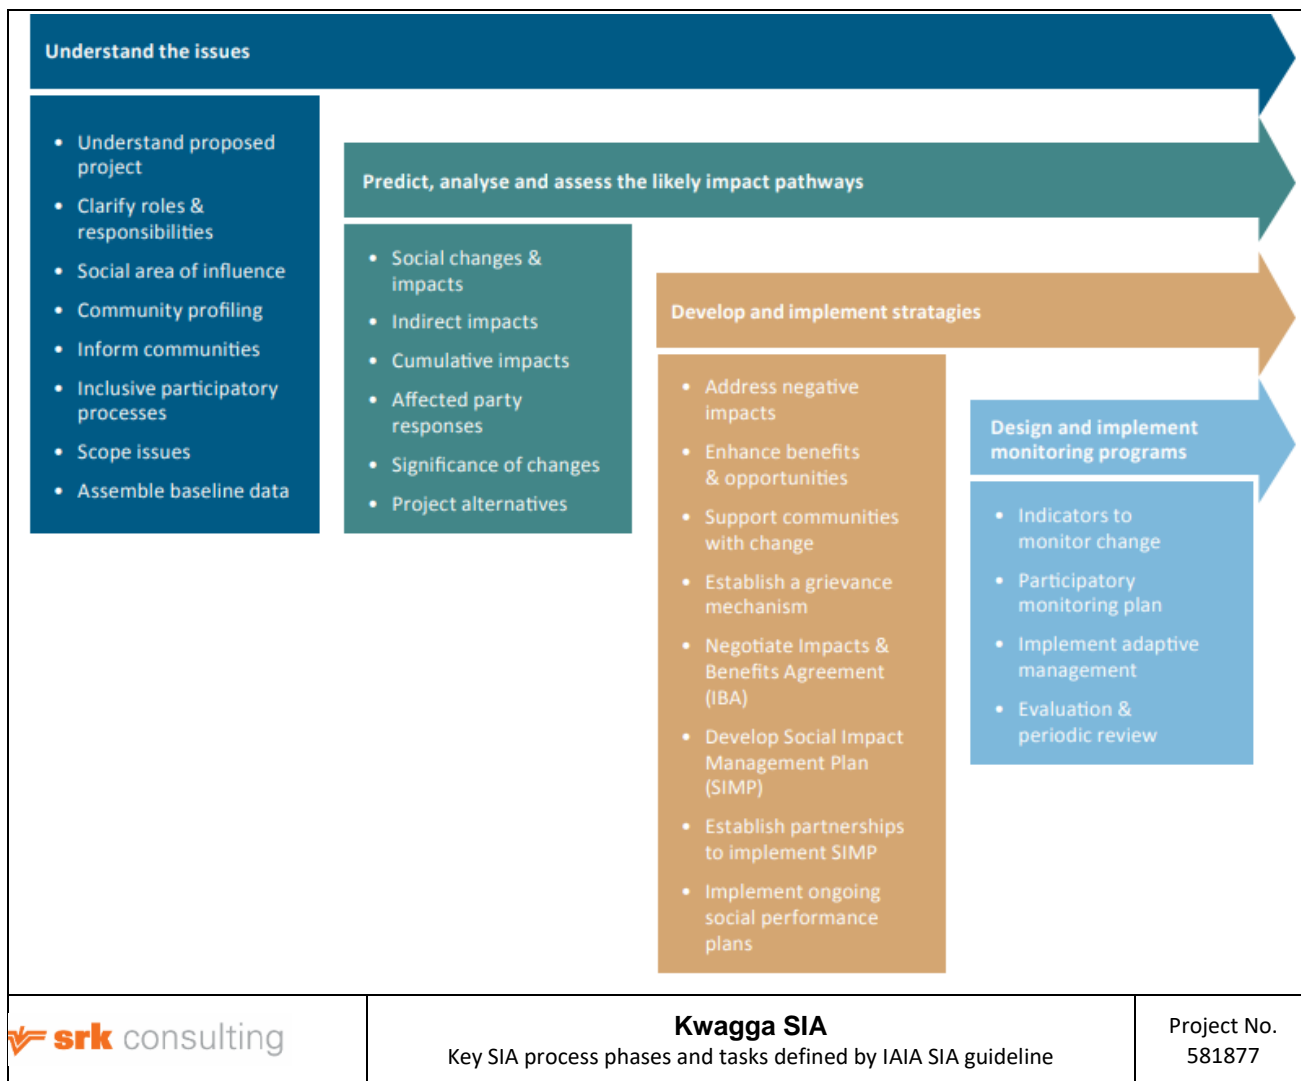 Understand the issues
• Understand proposed
project
• Clarify roles &
responsibilities
• Social area of influence
• Community profiling
• Inform communities
• Inclusive participatory
processes
• Scope issues
• Assemble baseline data
Predict, analyse and assess the likely impact pathways
• Social changes &
impacts
• Indirect impacts
• Cumulative impacts
• Affected party
responses
• Significance of changes
• Project alternatives
Develop and implement stratagies
• Address negative
impacts
• Enhance benefits
& opportunities
• Support communities
with change
• Establish a grievance
mechanism
• Negotiate Impacts &
Benefits Agreement
(IBA)
• Develop Social Impact
Management Plan
(SIMP)
• Establish partnerships
to implement SIMP
• Implement ongoing
social performance
plans
Design and implement
monitoring programs
• Indicators to
monitor change
• Participatory
monitoring plan
• Implement adaptive
management
• Evaluation &
periodic review
srk consulting
Kwagga SIA
Key SIA process phases and tasks defined by IAIA SIA guideline
Project No.
581877